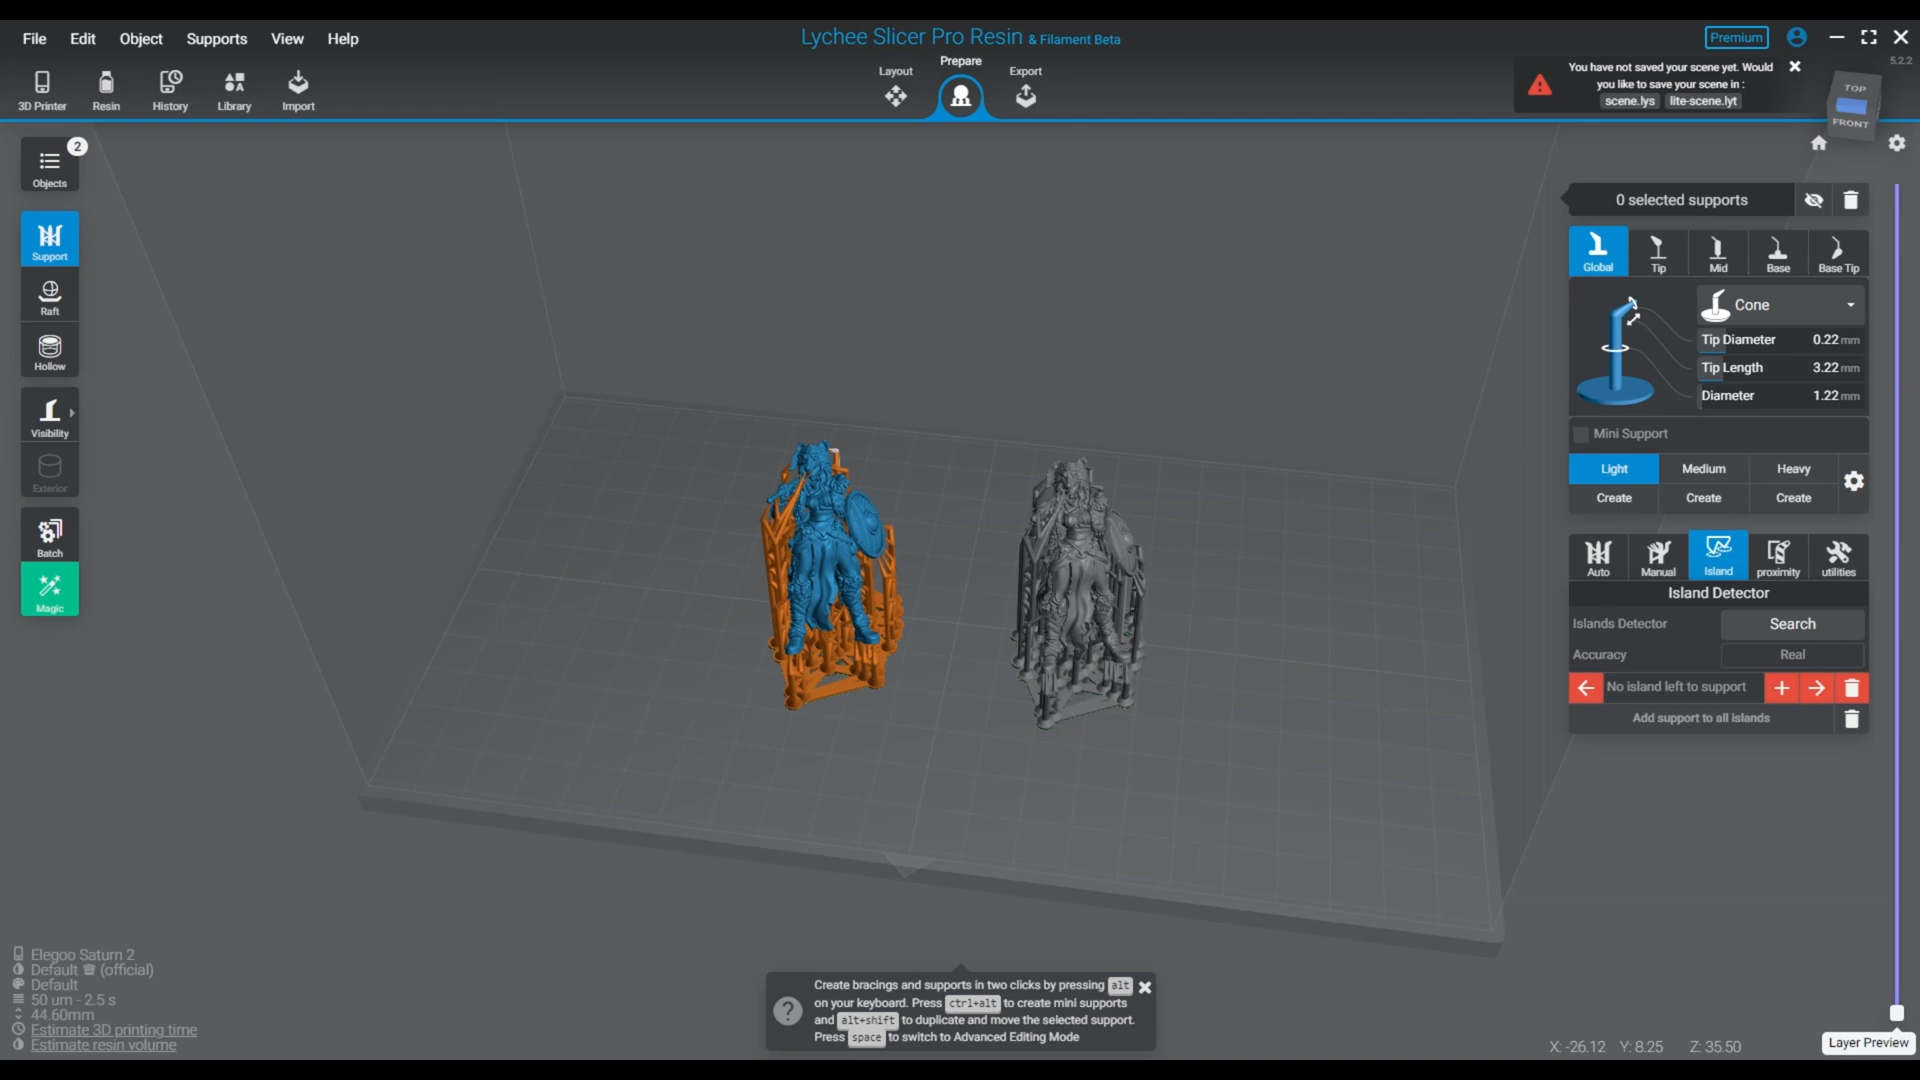 File Edit Object Supports View Help
Lychee Slicer Pro Resin & Filament Beta
Premium
5.2.2
3D Printer Resin History Library Import
Layout Prepare Export
You have not saved your scene yet. Would
you like to save your scene in :
scene.lys lite-scene.lyt
TOP
FRONT
2
Objects
Support
Raft
Hollow
Visibility
Exterior
Batch
Magic
0 selected supports
Global Tip Mid Base Base Tip
Cone
Tip Diameter 0.22 mm
Tip Length 3.22 mm
Diameter 1.22 mm
Mini Support
Light Medium Heavy
Create Create Create
Auto Manual Island proximity utilities
Island Detector
Islands Detector Search
Accuracy Real
No island left to support
Add support to all islands
Elegoo Saturn 2
Default (official)
Default
50 um - 2.5 s
44.60mm
Estimate 3D printing time
Estimate resin volume
Create bracings and supports in two clicks by pressing alt
on your keyboard. Press ctrl+alt to create mini supports
and alt+shift to duplicate and move the selected support.
Press space to switch to Advanced Editing Mode
X: -26.12 Y: 8.25 Z: 35.50
Layer Preview